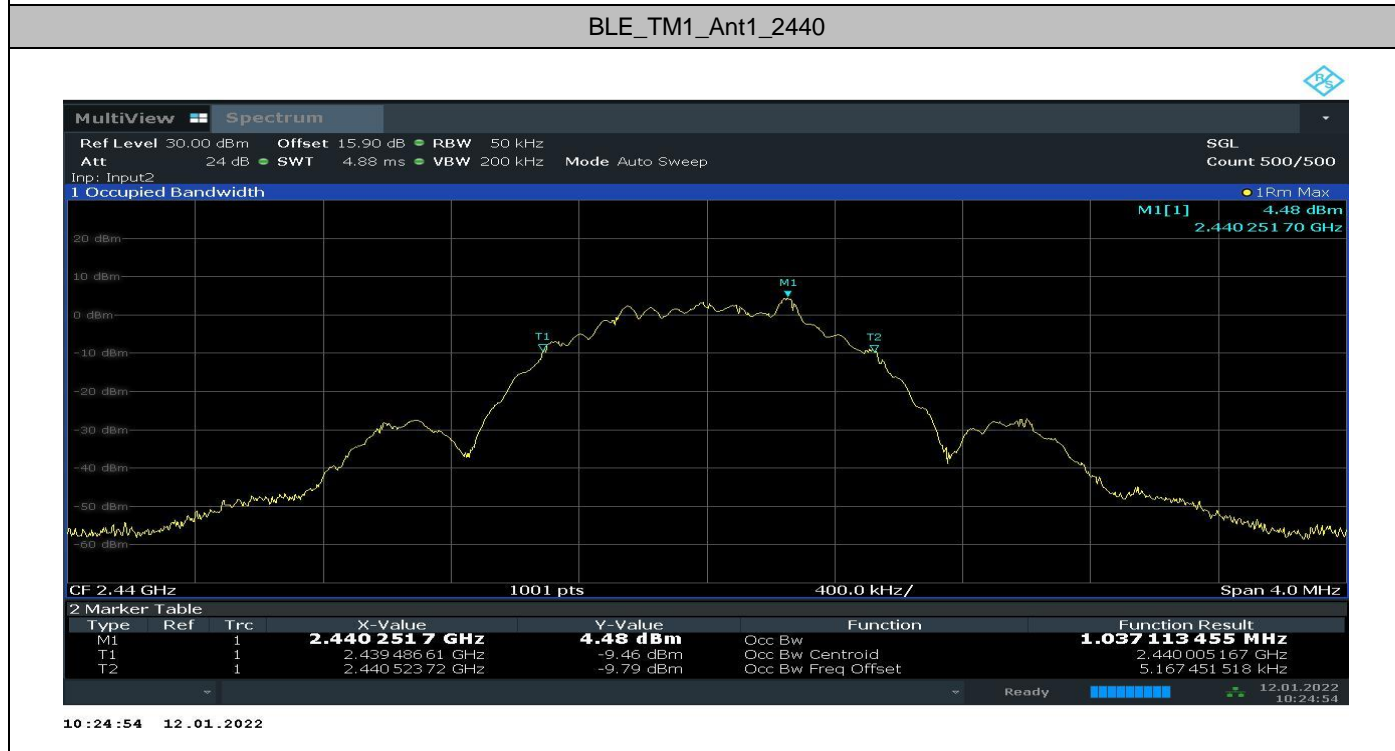 BLE_TM1_Ant1_2440
R&S
MultiView Spectrum
Ref Level 30.00 dBm Offset 15.90 dB RBW 50 kHz SGL
Att 24 dB SWT 4.88 ms VBW 200 kHz Mode Auto Sweep Count 500/500
Inp: Input2
1 Occupied Bandwidth 1Rm Max
M1[1] 4.48 dBm
2.440 251 70 GHz
20 dBm
10 dBm
M1
0 dBm
T1 T2
-10 dBm
-20 dBm
-30 dBm
-40 dBm
-50 dBm
-60 dBm
CF 2.44 GHz 1001 pts 400.0 kHz/ Span 4.0 MHz
2 Marker Table
Type Ref Trc X-Value Y-Value Function Function Result
M1 1 2.440 251 7 GHz 4.48 dBm Occ Bw 1.037 113 455 MHz
T1 1 2.439 486 61 GHz -9.46 dBm Occ Bw Centroid 2.440 005 167 GHz
T2 1 2.440 523 72 GHz -9.79 dBm Occ Bw Freq Offset 5.167 451 518 kHz
Ready 12.01.2022
10:24:54
10:24:54 12.01.2022